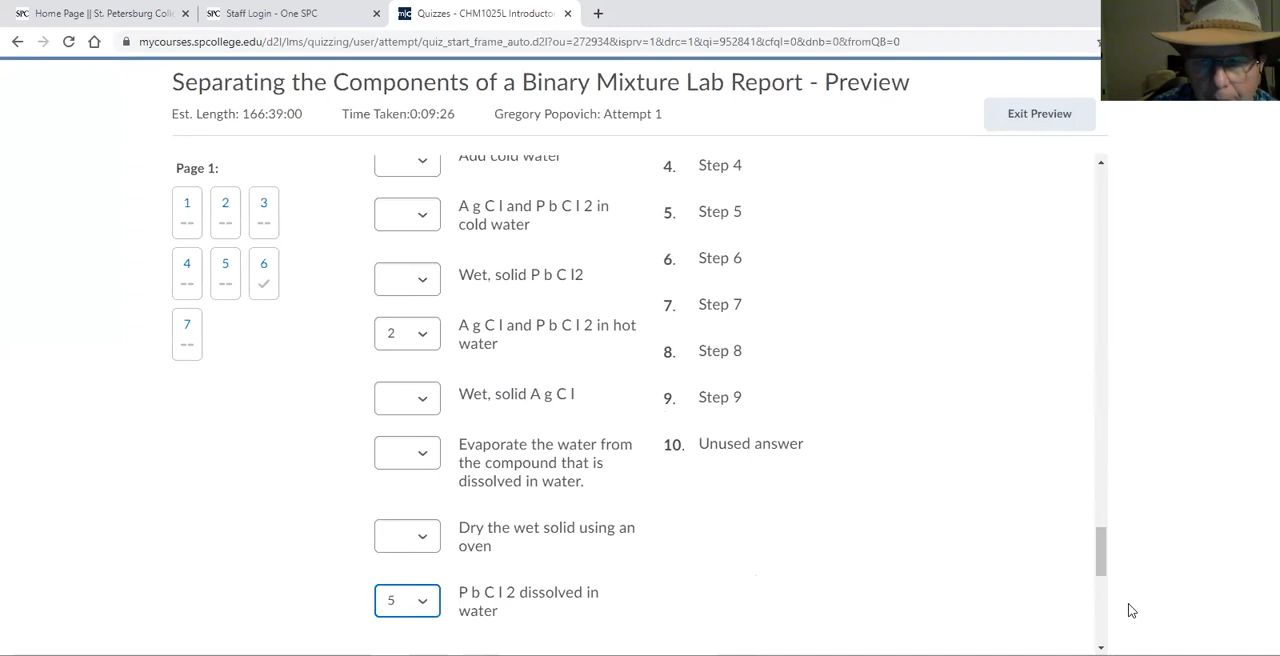 SPC Home Page || St. Petersburg Coll
SPC Staff Login - One SPC
m|c Quizzes - CHM1025L Introducto
mycourses.spcollege.edu/d2l/lms/quizzing/user/attempt/quiz_start_frame_auto.d2l?ou=272934&isprv=1&drc=1&qi=952841&cfql=0&dnb=0&fromQB=0
Separating the Components of a Binary Mixture Lab Report - Preview
Est. Length: 166:39:00 Time Taken:0:09:26 Gregory Popovich: Attempt 1
Exit Preview
Page 1:
1 2 3
-- -- --
4 5 6
-- --
7
--
Add cold water
A g C l and P b C l 2 in
cold water
Wet, solid P b C l2
2 A g C l and P b C l 2 in hot
water
Wet, solid A g C l
Evaporate the water from
the compound that is
dissolved in water.
Dry the wet solid using an
oven
5 P b C l 2 dissolved in
water
4. Step 4
5. Step 5
6. Step 6
7. Step 7
8. Step 8
9. Step 9
10. Unused answer